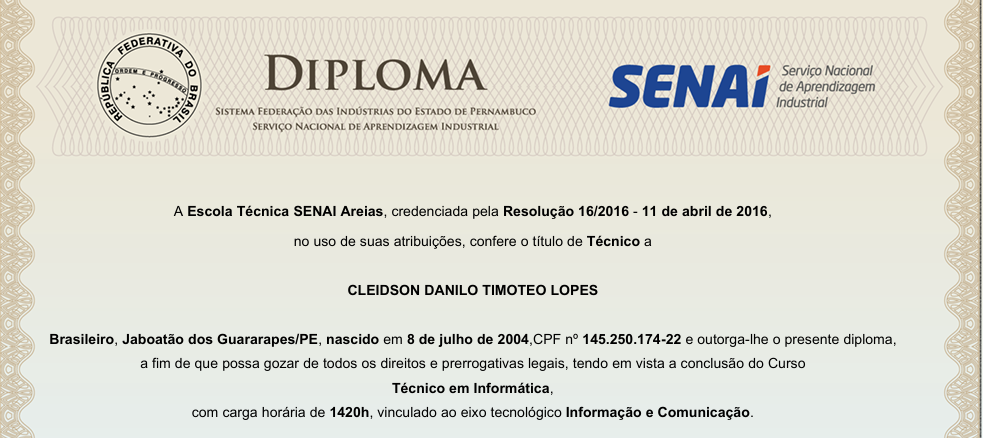 REPÚBLICA FEDERATIVA DO BRASIL
ORDEM E PROGRESSO
DIPLOMA
SISTEMA FEDERAÇÃO DAS INDÚSTRIAS DO ESTADO DE PERNAMBUCO
SERVIÇO NACIONAL DE APRENDIZAGEM INDUSTRIAL
SENAI
Serviço Nacional
de Aprendizagem
Industrial
A Escola Técnica SENAI Areias, credenciada pela Resolução 16/2016 - 11 de abril de 2016,
no uso de suas atribuições, confere o título de Técnico a
CLEIDSON DANILO TIMOTEO LOPES
Brasileiro, Jaboatão dos Guararapes/PE, nascido em 8 de julho de 2004,CPF nº 145.250.174-22 e outorga-lhe o presente diploma,
a fim de que possa gozar de todos os direitos e prerrogativas legais, tendo em vista a conclusão do Curso
Técnico em Informática,
com carga horária de 1420h, vinculado ao eixo tecnológico Informação e Comunicação.